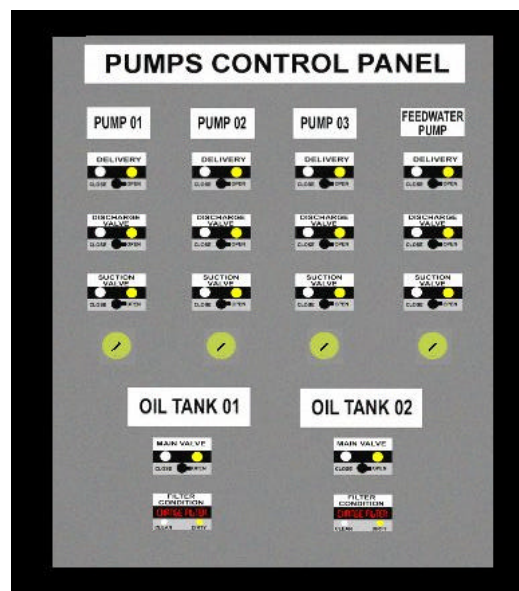 PUMPS CONTROL PANEL
PUMP 01 PUMP 02 PUMP 03 FEEDWATER
PUMP
DELIVERY DELIVERY DELIVERY DELIVERY
CLOSE OPEN CLOSE OPEN CLOSE OPEN CLOSE OPEN
DISCHARGE DISCHARGE DISCHARGE DISCHARGE
VALVE VALVE VALVE VALVE
CLOSE OPEN CLOSE OPEN CLOSE OPEN CLOSE OPEN
SUCTION SUCTION SUCTION SUCTION
VALVE VALVE VALVE VALVE
CLOSE OPEN CLOSE OPEN CLOSE OPEN CLOSE OPEN
OIL TANK 01 OIL TANK 02
MAIN VALVE MAIN VALVE
CLOSE OPEN CLOSE OPEN
FILTER FILTER
CONDITION CONDITION
CHANGE FILTER CHANGE FILTER
CLEAN DIRTY CLEAN DIRTY